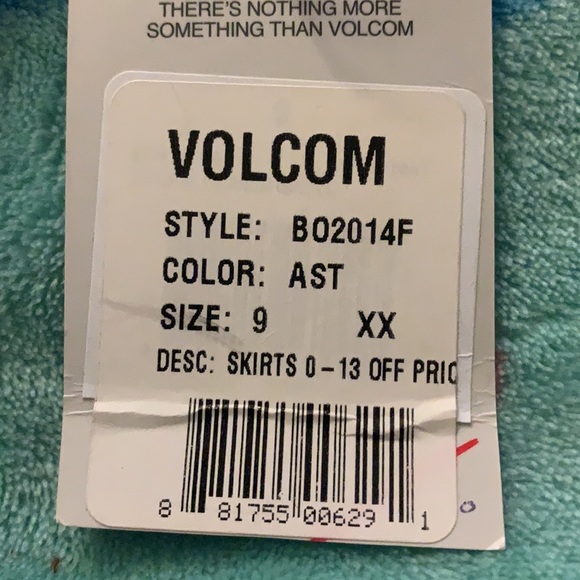 THERE'S NOTHING MORE
SOMETHING THAN VOLCOM
VOLCOM
STYLE: BO2014F
COLOR: AST
SIZE: 9 XX
DESC: SKIRTS 0-13 OFF PRIC
8 81755 00629 1